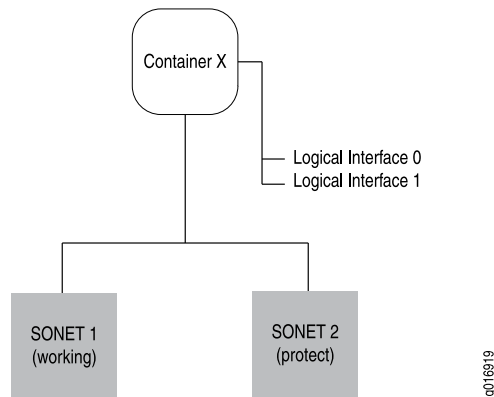 Container X
Logical Interface 0
Logical Interface 1
SONET 1
(working)
SONET 2
(protect)
g016919